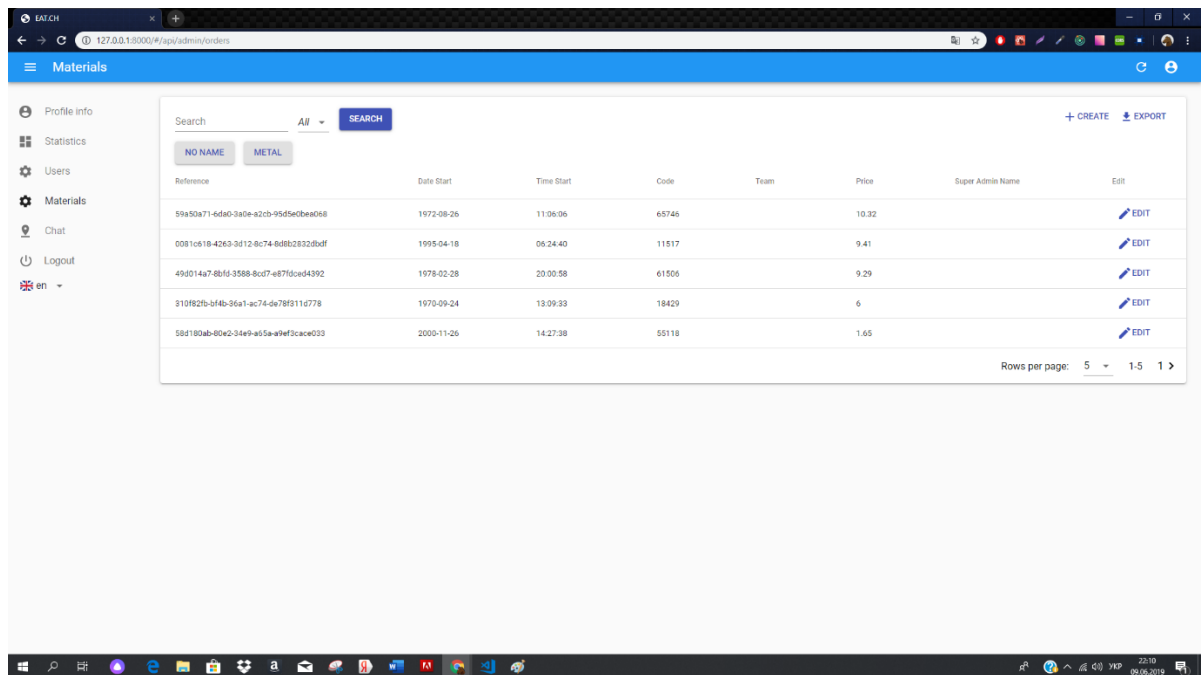 EAT.CH
127.0.0.1:8000/#/api/admin/orders
Materials
Profile info
Statistics
Users
Materials
Chat
Logout
en
Search All SEARCH + CREATE EXPORT
NO NAME METAL
Reference Date Start Time Start Code Team Price Super Admin Name Edit
59a50a71-6da0-3a0e-a2cb-95d5e0bea068 1972-08-26 11:06:06 65746 10.32 EDIT
0081c618-4263-3d12-8c74-8d8b2832dbdf 1995-04-18 06:24:40 11517 9.41 EDIT
49d014a7-8bfd-3588-8cd7-e87fdced4392 1978-02-28 20:00:58 61506 9.29 EDIT
310f82fb-bf4b-36a1-ac74-de78f311d778 1970-09-24 13:09:33 18429 6 EDIT
58d180ab-80e2-34e9-a65a-a9ef3cace033 2000-11-26 14:27:38 55118 1.65 EDIT
Rows per page: 5 1-5 1
УКР 22:10
09.06.2019